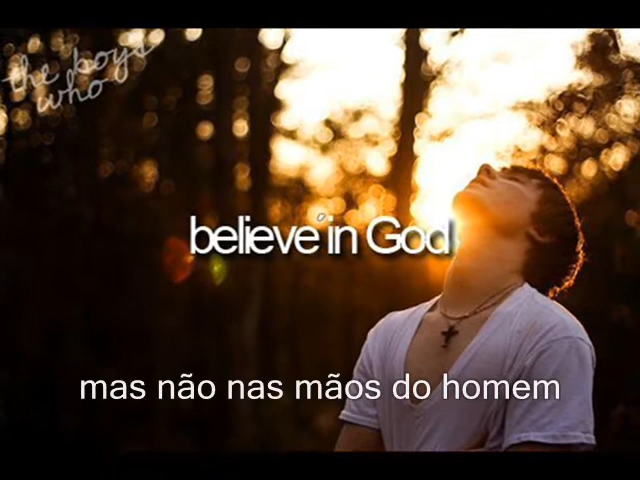 the boys
who
believe in God
mas não nas mãos do homem